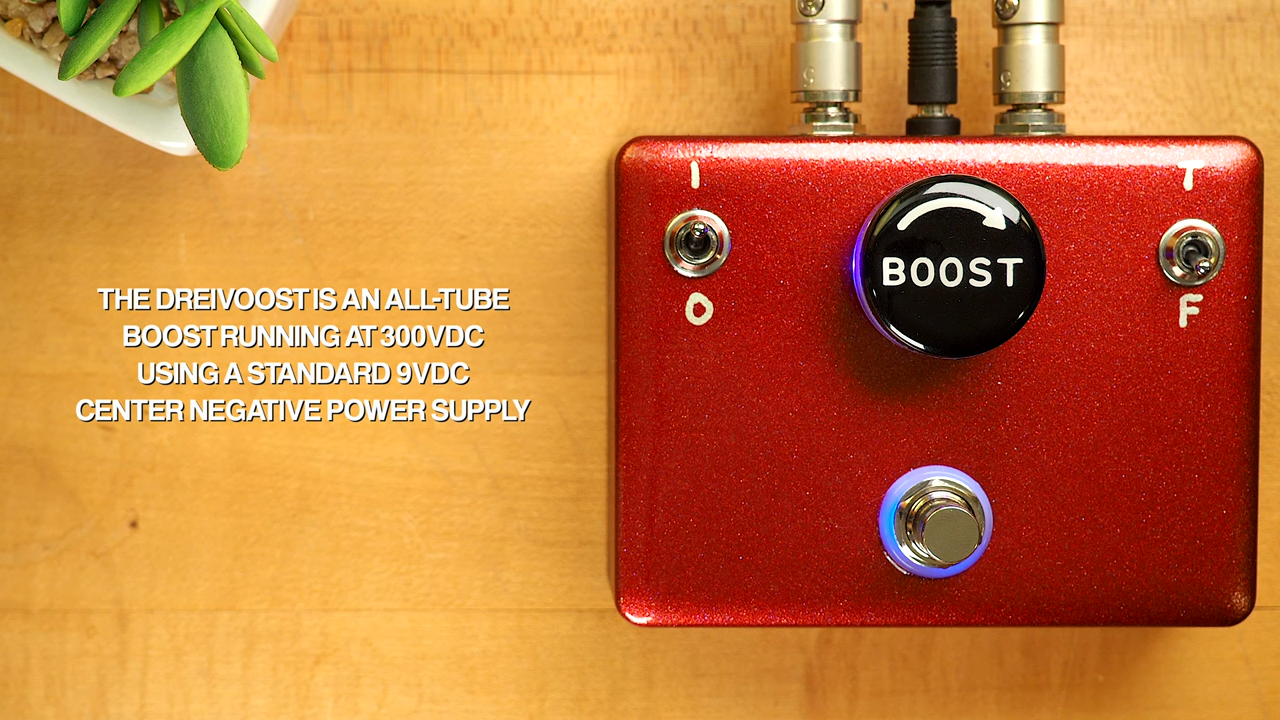 THE DREIVOOST IS AN ALL-TUBE
BOOST RUNNING AT 300VDC
USING A STANDARD 9VDC
CENTER NEGATIVE POWER SUPPLY
I
O
BOOST
T
F